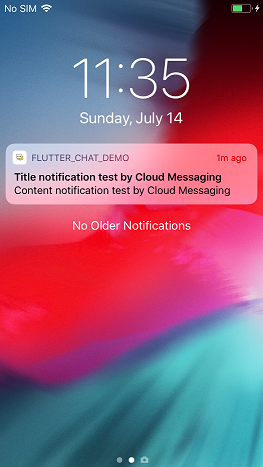 No SIM
11:35
Sunday, July 14
FLUTTER_CHAT_DEMO 1m ago
Title notification test by Cloud Messaging
Content notification test by Cloud Messaging
No Older Notifications